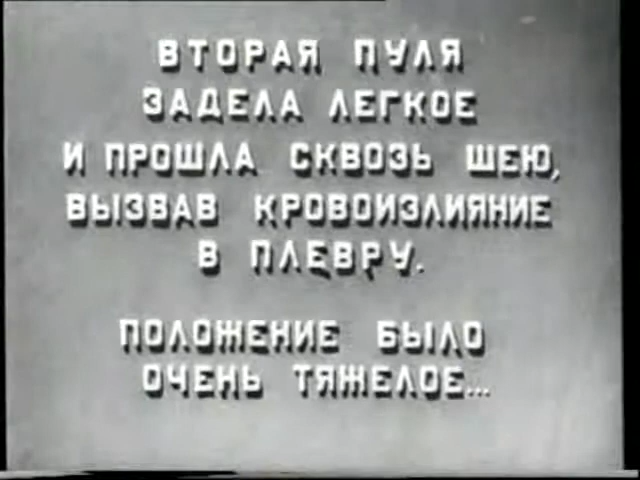 ВТОРАЯ ПУЛЯ
ЗАДЕЛА ЛЕГКОЕ
И ПРОШЛА СКВОЗЬ ШЕЮ,
ВЫЗВАВ КРОВОИЗЛИЯНИЕ
В ПЛЕВРУ.
ПОЛОЖЕНИЕ БЫЛО
ОЧЕНЬ ТЯЖЕЛОЕ...